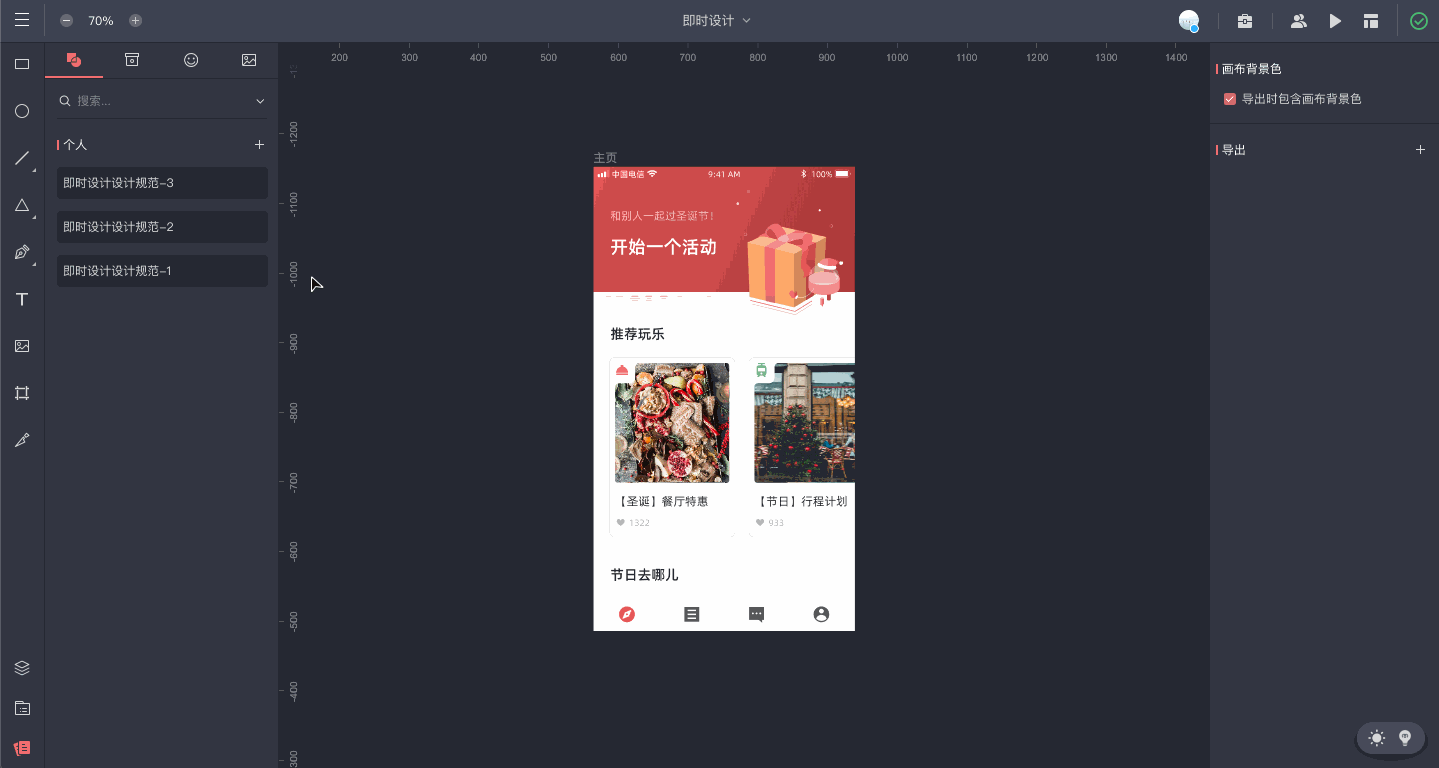 70%
即时设计
搜索...
个人
即时设计设计规范-3
即时设计设计规范-2
即时设计设计规范-1
200 300 400 500 600 700 800 900 1000 1100 1200 1300 1400
-1200
-1100
-1000
-900
-800
-700
-600
-500
-400
主页
中国电信 9:41 AM 100%
和别人一起过圣诞节！
开始一个活动
推荐玩乐
【圣诞】餐厅特惠
1322
【节日】行程计划
933
节日去哪儿
画布背景色
导出时包含画布背景色
导出